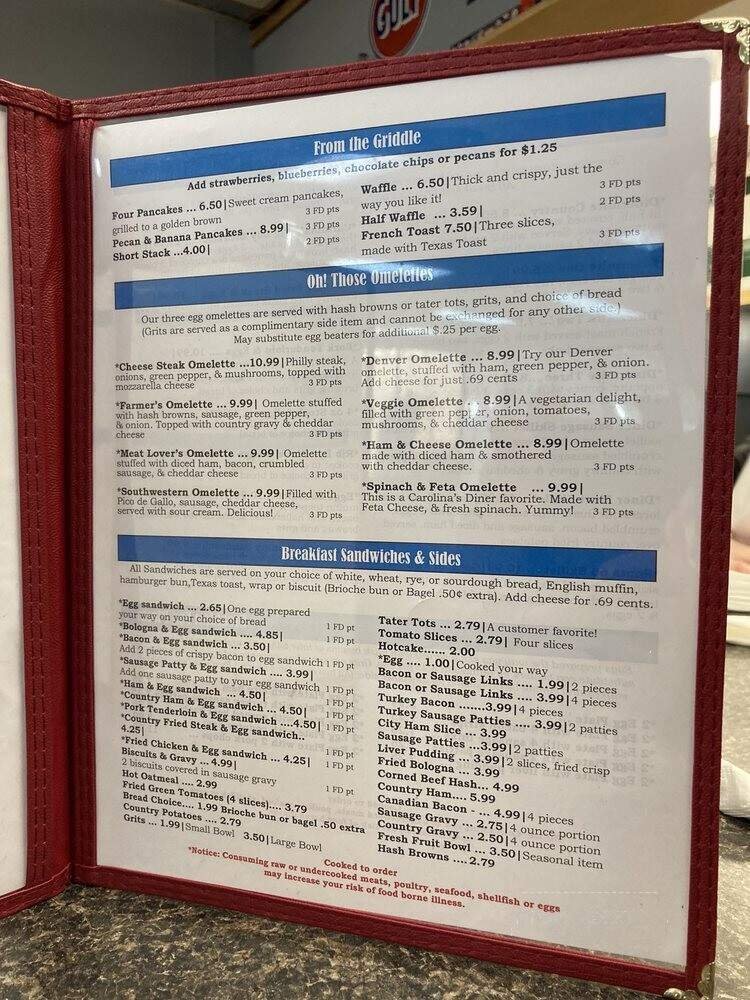 GULF
From the Griddle
Add strawberries, blueberries, chocolate chips or pecans for $1.25
Four Pancakes ... 6.50|Sweet cream pancakes,
grilled to a golden brown 3 FD pts
Pecan & Banana Pancakes ... 8.99| 3 FD pts
Short Stack ...4.00| 2 FD pts
Waffle ... 6.50|Thick and crispy, just the
way you like it! 3 FD pts
Half Waffle ... 3.59| 2 FD pts
French Toast 7.50|Three slices,
made with Texas Toast 3 FD pts
Oh! Those Omelettes
Our three egg omelettes are served with hash browns or tater tots, grits, and choice of bread
(Grits are served as a complimentary side item and cannot be exchanged for any other side.)
May substitute egg beaters for additional $.25 per egg.
*Cheese Steak Omelette ...10.99|Philly steak,
onions, green pepper, & mushrooms, topped with
mozzarella cheese 3 FD pts
*Farmer's Omelette ... 9.99| Omelette stuffed
with hash browns, sausage, green pepper,
& onion. Topped with country gravy & cheddar
cheese 3 FD pts
*Meat Lover's Omelette ... 9.99| Omelette
stuffed with diced ham, bacon, crumbled
sausage, & cheddar cheese 3 FD pts
*Southwestern Omelette ... 9.99|Filled with
Pico de Gallo, sausage, cheddar cheese,
served with sour cream. Delicious! 3 FD pts
*Denver Omelette ... 8.99|Try our Denver
omelette, stuffed with ham, green pepper, & onion.
Add cheese for just .69 cents 3 FD pts
*Veggie Omelette ... 8.99|A vegetarian delight,
filled with green pepper, onion, tomatoes,
mushrooms, & cheddar cheese 3 FD pts
*Ham & Cheese Omelette ... 8.99|Omelette
made with diced ham & smothered
with cheddar cheese. 3 FD pts
*Spinach & Feta Omelette ... 9.99|
This is a Carolina's Diner favorite. Made with
Feta Cheese, & fresh spinach. Yummy! 3 FD pts
Breakfast Sandwiches & Sides
All Sandwiches are served on your choice of white, wheat, rye, or sourdough bread, English muffin,
hamburger bun,Texas toast, wrap or biscuit (Brioche bun or Bagel .50¢ extra). Add cheese for .69 cents.
*Egg sandwich ... 2.65|One egg prepared
your way on your choice of bread 1 FD pt
*Bologna & Egg sandwich .... 4.85| 1 FD pt
*Bacon & Egg sandwich ... 3.50|
Add 2 pieces of crispy bacon to egg sandwich 1 FD pt
*Sausage Patty & Egg sandwich .... 3.99|
Add one sausage patty to your egg sandwich 1 FD pt
*Ham & Egg sandwich ... 4.50| 1 FD pt
*Country Ham & Egg sandwich ... 4.50| 1 FD pt
*Pork Tenderloin & Egg sandwich ....4.50| 1 FD pt
*Country Fried Steak & Egg sandwich..
4.25| 1 FD pt
*Fried Chicken & Egg sandwich ... 4.25| 1 FD pt
Biscuits & Gravy ... 4.99|
2 biscuits covered in sausage gravy 1 FD pt
Hot Oatmeal .... 2.99
Fried Green Tomatoes (4 slices).... 3.79
Bread Choice.... 1.99 Brioche bun or bagel .50 extra
Country Potatoes .... 2.79
Grits ... 1.99|Small Bowl 3.50|Large Bowl
Tater Tots ... 2.79|A customer favorite!
Tomato Slices ... 2.79| Four slices
Hotcake...... 2.00
*Egg .... 1.00|Cooked your way
Bacon or Sausage Links .... 1.99|2 pieces
Bacon or Sausage Links .... 3.99|4 pieces
Turkey Bacon .......3.99|4 pieces
Turkey Sausage Patties .... 3.99|2 patties
City Ham Slice ... 3.99
Sausage Patties ...3.99|2 patties
Liver Pudding ... 3.99|2 slices, fried crisp
Fried Bologna ... 3.99
Corned Beef Hash... 4.99
Country Ham.... 5.99
Canadian Bacon - ... 4.99|4 pieces
Sausage Gravy ... 2.75|4 ounce portion
Country Gravy ... 2.50|4 ounce portion
Fresh Fruit Bowl ... 3.50|Seasonal item
Hash Browns ....2.79
Cooked to order
*Notice: Consuming raw or undercooked meats, poultry, seafood, shellfish or eggs
may increase your risk of food borne illness.